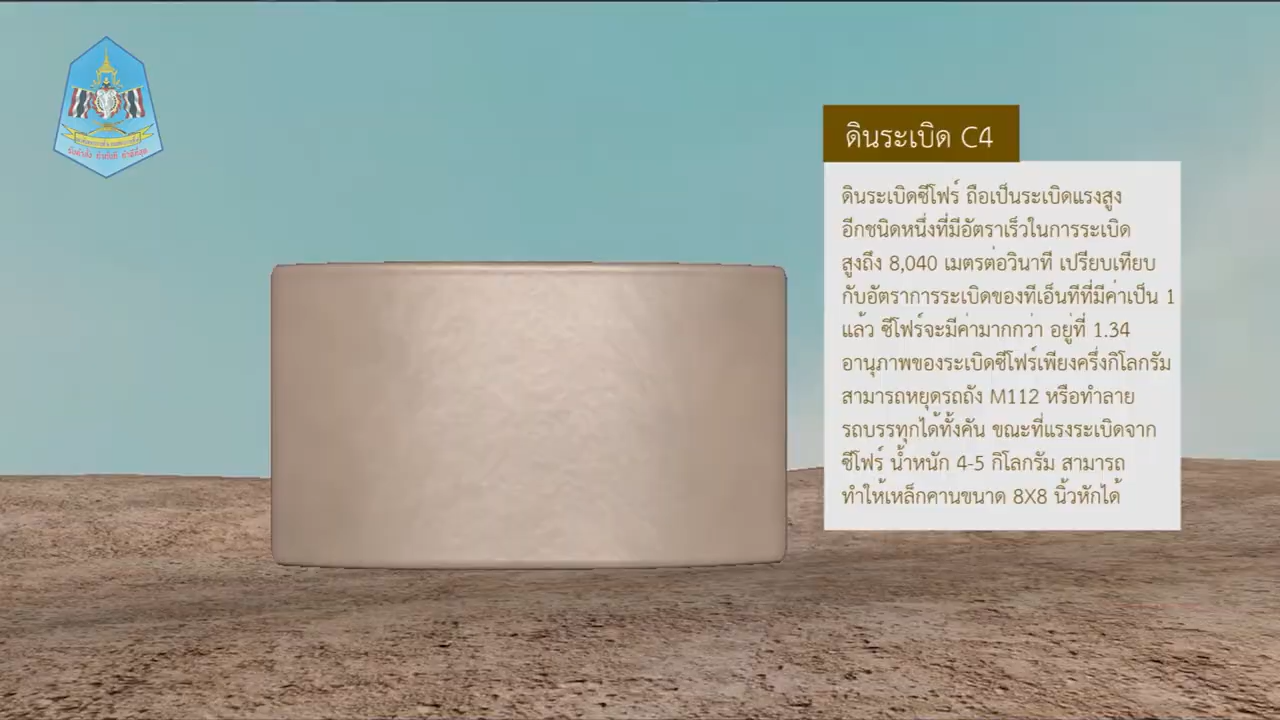 ดินระเบิด C4
ดินระเบิดซีโฟร์ ถือเป็นระเบิดแรงสูง
อีกชนิดหนึ่งที่มีอัตราเร็วในการระเบิด
สูงถึง 8,040 เมตรต่อวินาที เปรียบเทียบ
กับอัตราการระเบิดของทีเอ็นทีที่มีค่าเป็น 1
แล้ว ซีโฟร์จะมีค่ามากกว่า อยู่ที่ 1.34
อานุภาพของระเบิดซีโฟร์เพียงครึ่งกิโลกรัม
สามารถหยุดรถถัง M112 หรือทำลาย
รถบรรทุกได้ทั้งคัน ขณะที่แรงระเบิดจาก
ซีโฟร์ น้ำหนัก 4-5 กิโลกรัม สามารถ
ทำให้เหล็กคานขนาด 8X8 นิ้วหักได้